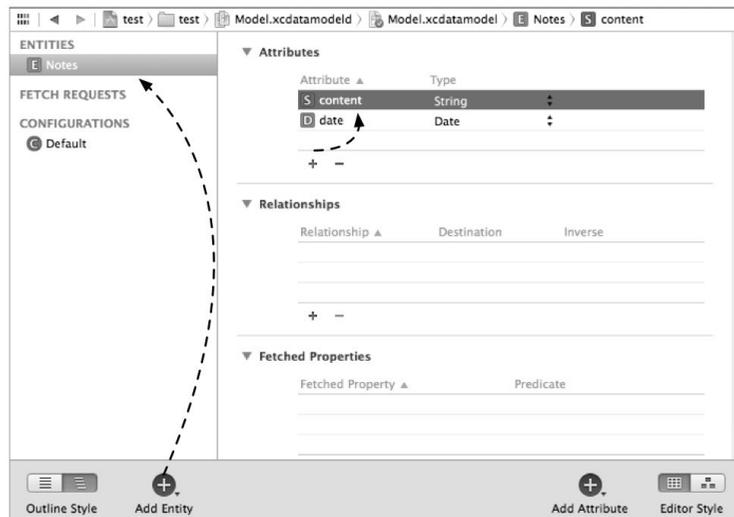 test test Model.xcdatamodeld Model.xcdatamodel E Notes S content
ENTITIES
E Notes
FETCH REQUESTS
CONFIGURATIONS
C Default
Attributes
Attribute Type
S content String
D date Date
+ −
Relationships
Relationship Destination Inverse
+ −
Fetched Properties
Fetched Property Predicate
Outline Style Add Entity Add Attribute Editor Style